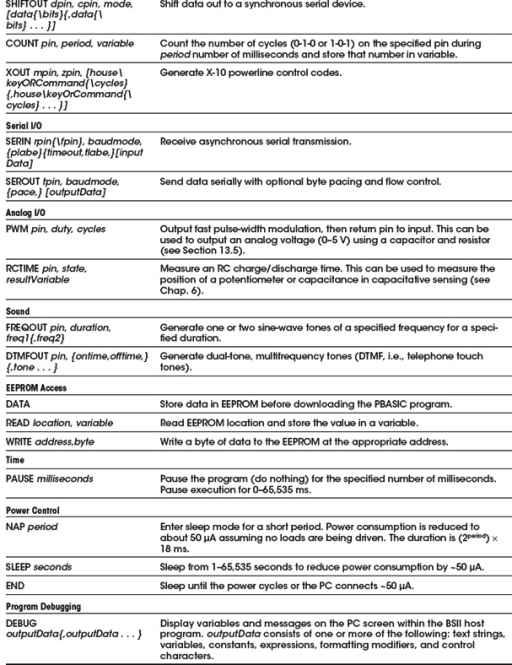 SHIFTOUT dpin, cpin, mode, Shift data out to a synchronous serial device.
[data{\bits}{,data{\
bits} . . . }]
COUNT pin, period, variable Count the number of cycles (0-1-0 or 1-0-1) on the specified pin during
period number of milliseconds and store that number in variable.
XOUT mpin, zpin, [house\ Generate X-10 powerline control codes.
keyORCommand{\cycles}
{,house\keyOrCommand{\
cycles} . . . }]
Serial I/O
SERIN rpin{\fpin}, baudmode, Receive asynchronous serial transmission.
{plabe}{timeout,tlabe,}[input
Data]
SEROUT tpin, baudmode, Send data serially with optional byte pacing and flow control.
{pace,} [outputData]
Analog I/O
PWM pin, duty, cycles Output fast pulse-width modulation, then return pin to input. This can be
used to output an analog voltage (0–5 V) using a capacitor and resistor
(see Section 13.5).
RCTIME pin, state, Measure an RC charge/discharge time. This can be used to measure the
resultVariable position of a potentiometer or capacitance in capacitative sensing (see
Chap. 6).
Sound
FREQOUT pin, duration, Generate one or two sine-wave tones of a specified frequency for a speci-
freq1{,freq2} fied duration.
DTMFOUT pin, {ontime,offtime,} Generate dual-tone, multifrequency tones (DTMF, i.e., telephone touch
{,tone . . . } tones).
EEPROM Access
DATA Store data in EEPROM before downloading the PBASIC program.
READ location, variable Read EEPROM location and store the value in a variable.
WRITE address,byte Write a byte of data to the EEPROM at the appropriate address.
Time
PAUSE milliseconds Pause the program (do nothing) for the specified number of milliseconds.
Pause execution for 0–65,535 ms.
Power Control
NAP period Enter sleep mode for a short period. Power consumption is reduced to
about 50 µA assuming no loads are being driven. The duration is (2^period) ×
18 ms.
SLEEP seconds Sleep from 1–65,535 seconds to reduce power consumption by ~50 µA.
END Sleep until the power cycles or the PC connects ~50 µA.
Program Debugging
DEBUG Display variables and messages on the PC screen within the BSII host
outputData{,outputData . . . } program. outputData consists of one or more of the following: text strings,
variables, constants, expressions, formatting modifiers, and control
characters.